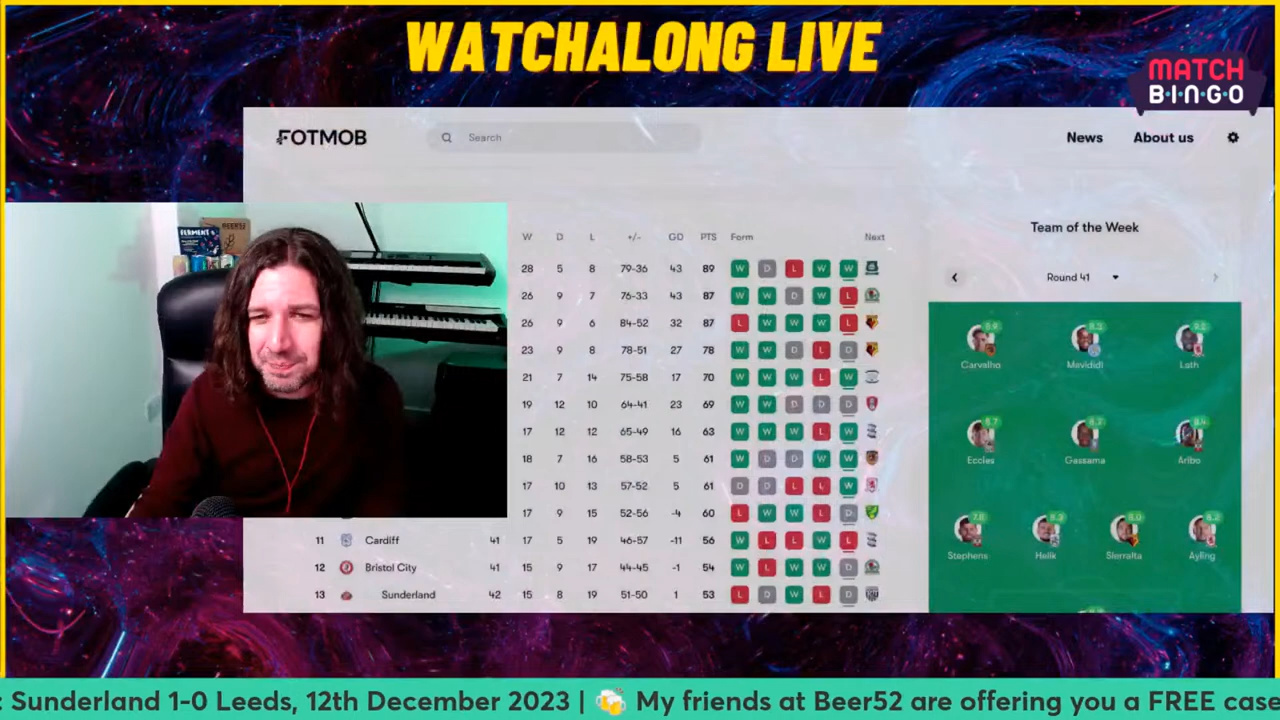 WATCHALONG LIVE
MATCH
B·I·N·G·O
FOTMOB
Search
News
About us
Team of the Week
Round 41
W D L +/- GD PTS Form Next
28 5 8 79-36 43 89 W D L W W
26 9 7 76-33 43 87 W W D W L
26 9 6 84-52 32 87 L W W W L
23 9 8 78-51 27 78 W W D L D
21 7 14 75-58 17 70 W W W L W
19 12 10 64-41 23 69 W W D D D
17 12 12 65-49 16 63 W W W L W
18 7 16 58-53 5 61 W D D W W
17 10 13 57-52 5 61 D D L L W
17 9 15 52-56 -4 60 L W W L D
11 Cardiff 41 17 5 19 46-57 -11 56 W L L W L
12 Bristol City 41 15 9 17 44-45 -1 54 W L W W D
13 Sunderland 42 15 8 19 51-50 1 53 L D W L D
Carvalho Mavididi Lath
Eccles Gassama Aribo
Stephens Helik Sierralta Ayling
FERMENT
BEER52
: Sunderland 1-0 Leeds, 12th December 2023 | 🍻 My friends at Beer52 are offering you a FREE case